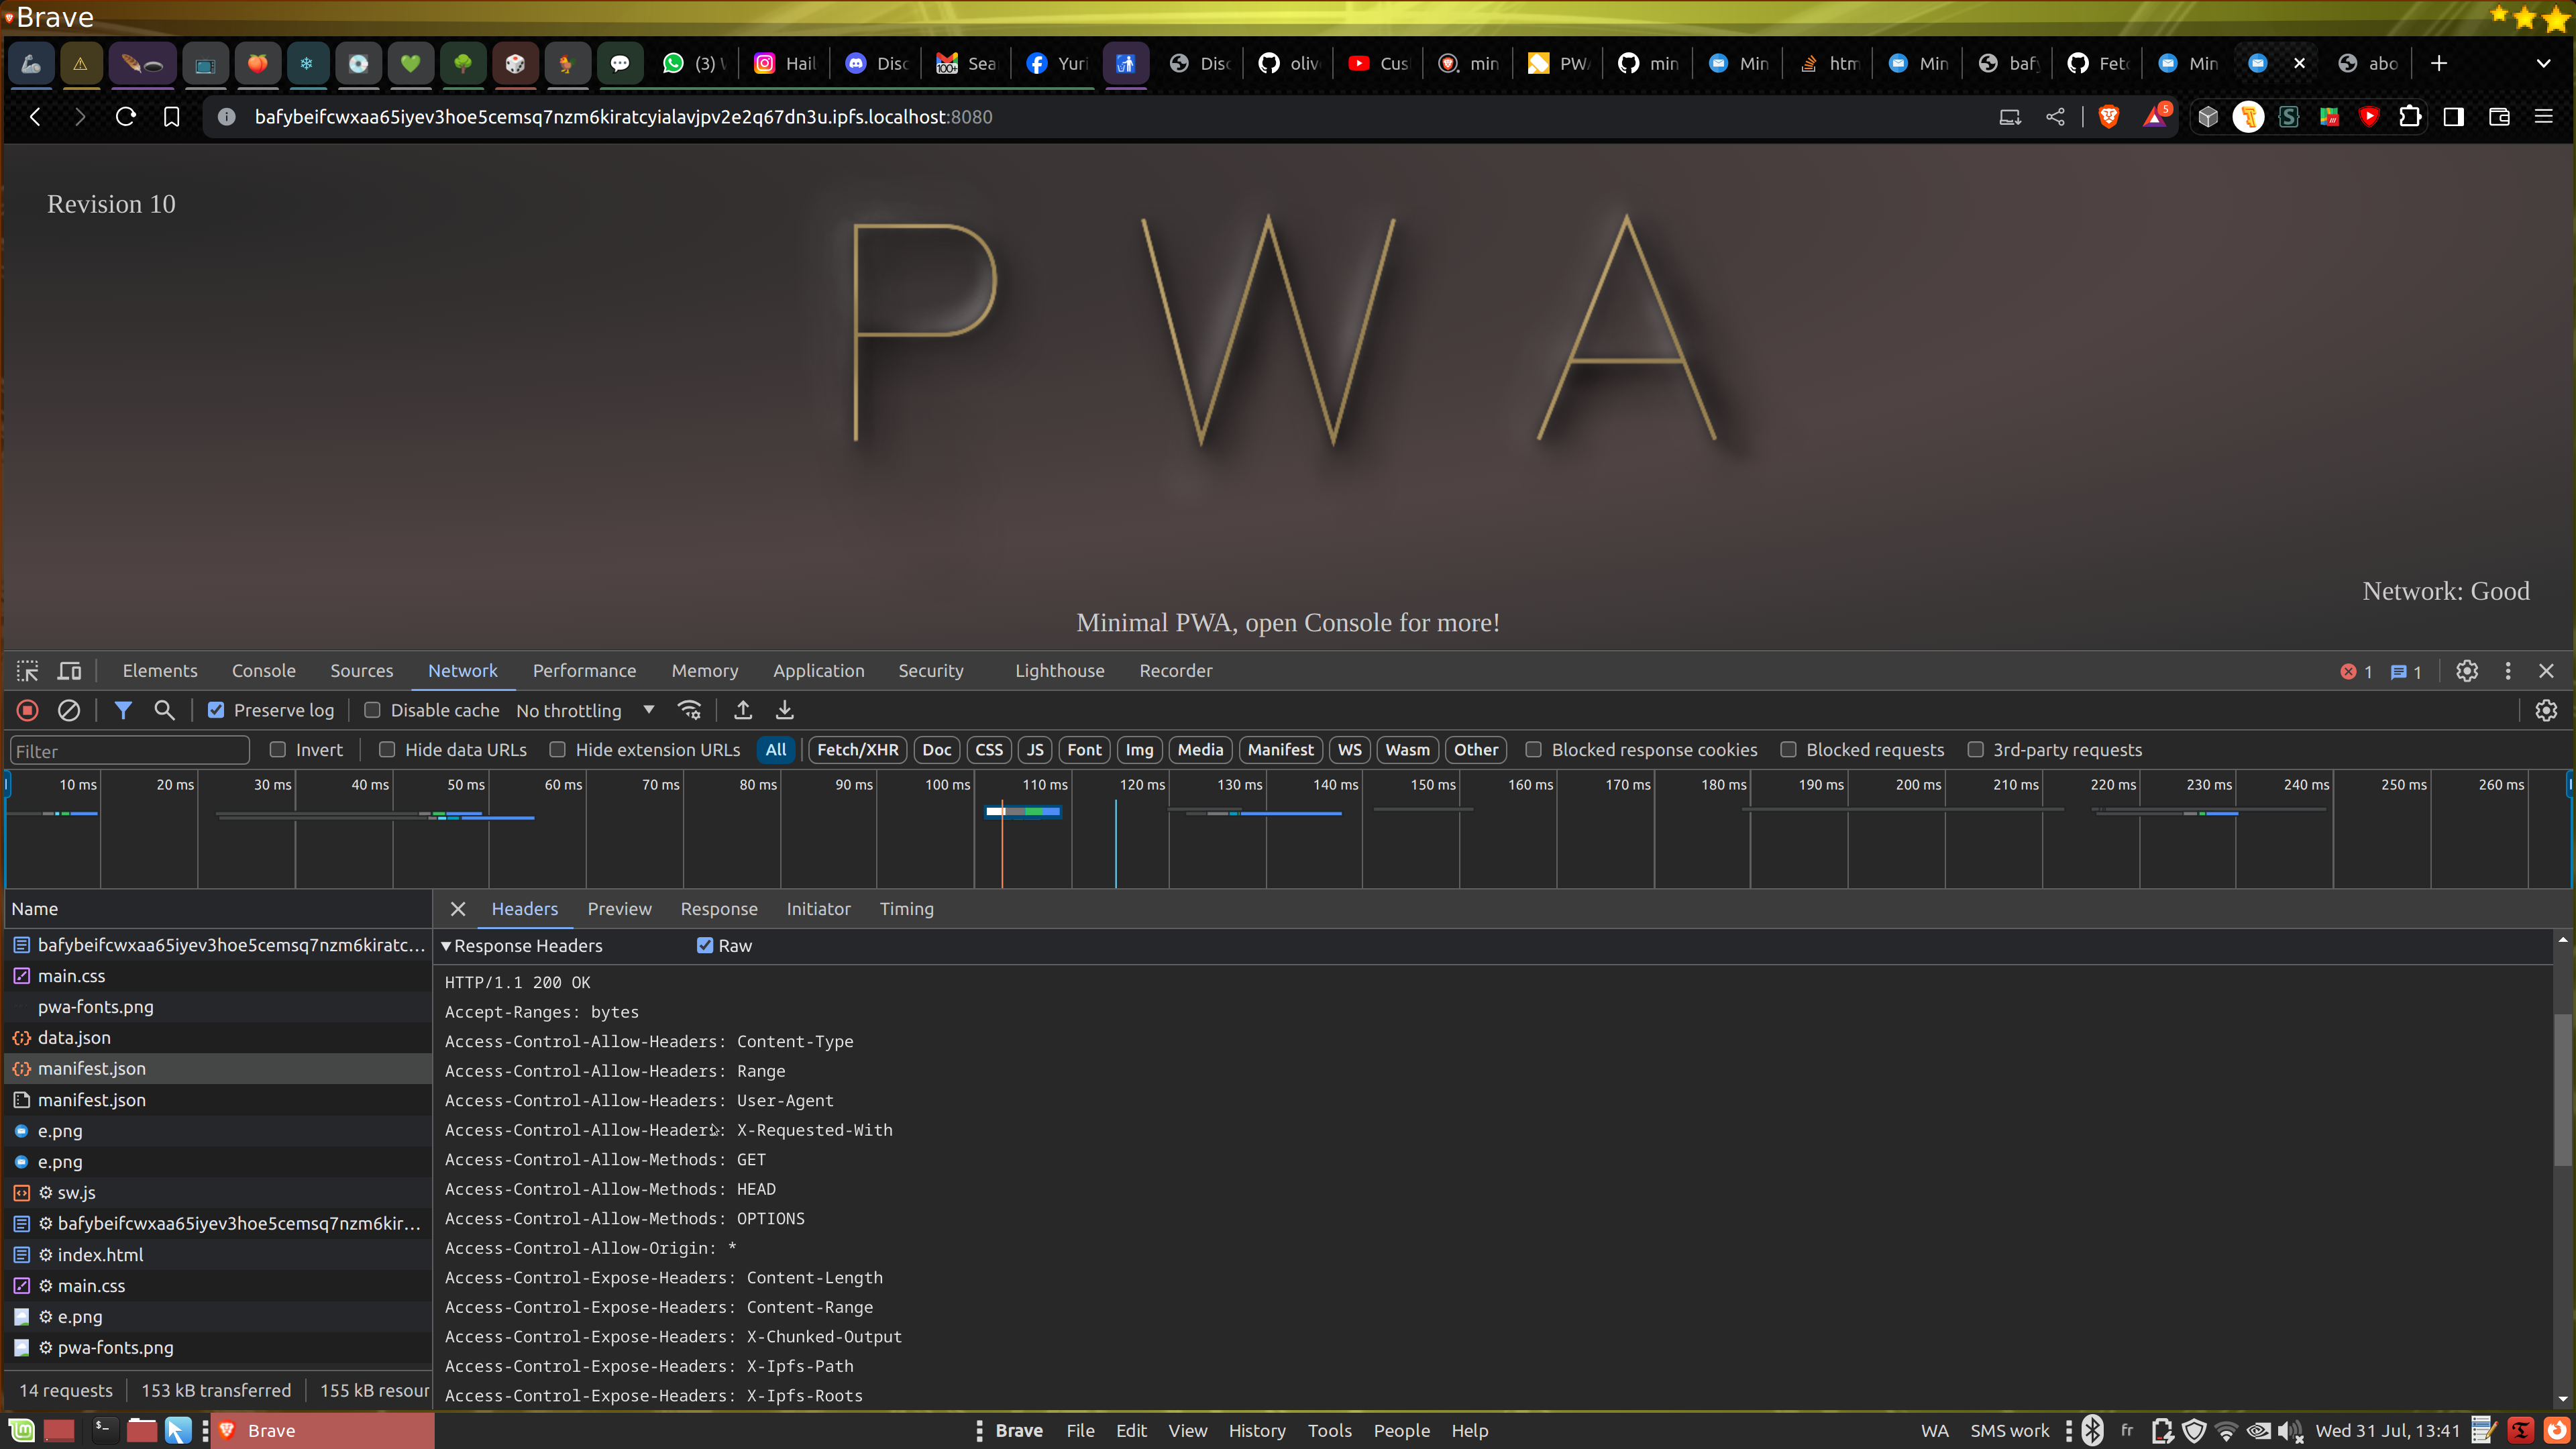 Brave
(3) W
Hail
Disc
Sear
Yuri
Disc
oliv
Cus
min
PWA
min
Min
htm
Min
bafy
Fetc
Min
abo
bafybeifcwxaa65iyev3hoe5cemsq7nzm6kiratcyialavjpv2e2q67dn3u.ipfs.localhost:8080
5
Revision 10
PWA
Network: Good
Minimal PWA, open Console for more!
Elements Console Sources Network Performance Memory Application Security Lighthouse Recorder 1 1
Preserve log Disable cache No throttling
Filter Invert Hide data URLs Hide extension URLs All Fetch/XHR Doc CSS JS Font Img Media Manifest WS Wasm Other Blocked response cookies Blocked requests 3rd-party requests
10 ms 20 ms 30 ms 40 ms 50 ms 60 ms 70 ms 80 ms 90 ms 100 ms 110 ms 120 ms 130 ms 140 ms 150 ms 160 ms 170 ms 180 ms 190 ms 200 ms 210 ms 220 ms 230 ms 240 ms 250 ms 260 ms
Name
bafybeifcwxaa65iyev3hoe5cemsq7nzm6kiratc...
main.css
pwa-fonts.png
data.json
manifest.json
manifest.json
e.png
e.png
sw.js
bafybeifcwxaa65iyev3hoe5cemsq7nzm6kir...
index.html
main.css
e.png
pwa-fonts.png
14 requests 153 kB transferred 155 kB resour
Headers Preview Response Initiator Timing
Response Headers Raw
HTTP/1.1 200 OK
Accept-Ranges: bytes
Access-Control-Allow-Headers: Content-Type
Access-Control-Allow-Headers: Range
Access-Control-Allow-Headers: User-Agent
Access-Control-Allow-Headers: X-Requested-With
Access-Control-Allow-Methods: GET
Access-Control-Allow-Methods: HEAD
Access-Control-Allow-Methods: OPTIONS
Access-Control-Allow-Origin: *
Access-Control-Expose-Headers: Content-Length
Access-Control-Expose-Headers: Content-Range
Access-Control-Expose-Headers: X-Chunked-Output
Access-Control-Expose-Headers: X-Ipfs-Path
Access-Control-Expose-Headers: X-Ipfs-Roots
Brave
Brave File Edit View History Tools People Help
WA SMS work fr Wed 31 Jul, 13:41